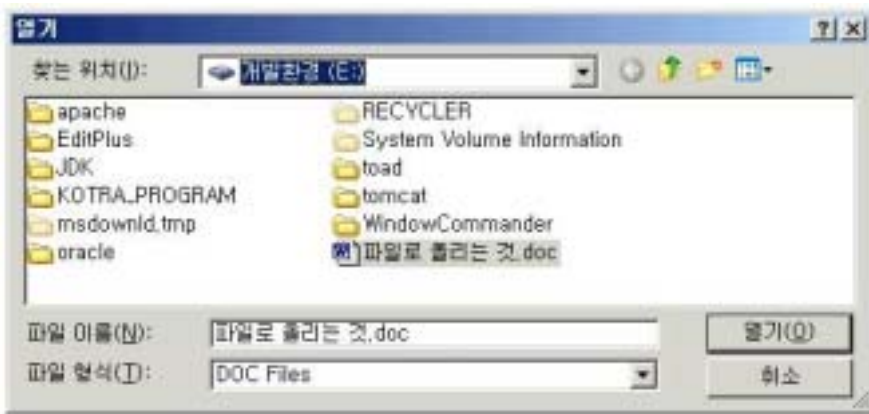 열기
찾는 위치(I):
개발환경 (E:)
apache
EditPlus
JDK
KOTRA_PROGRAM
msdownld.tmp
oracle
RECYCLER
System Volume Information
toad
tomcat
WindowCommander
파일로 올리는 것.doc
파일 이름(N):
파일로 올리는 것.doc
열기(O)
파일 형식(T):
DOC Files
취소